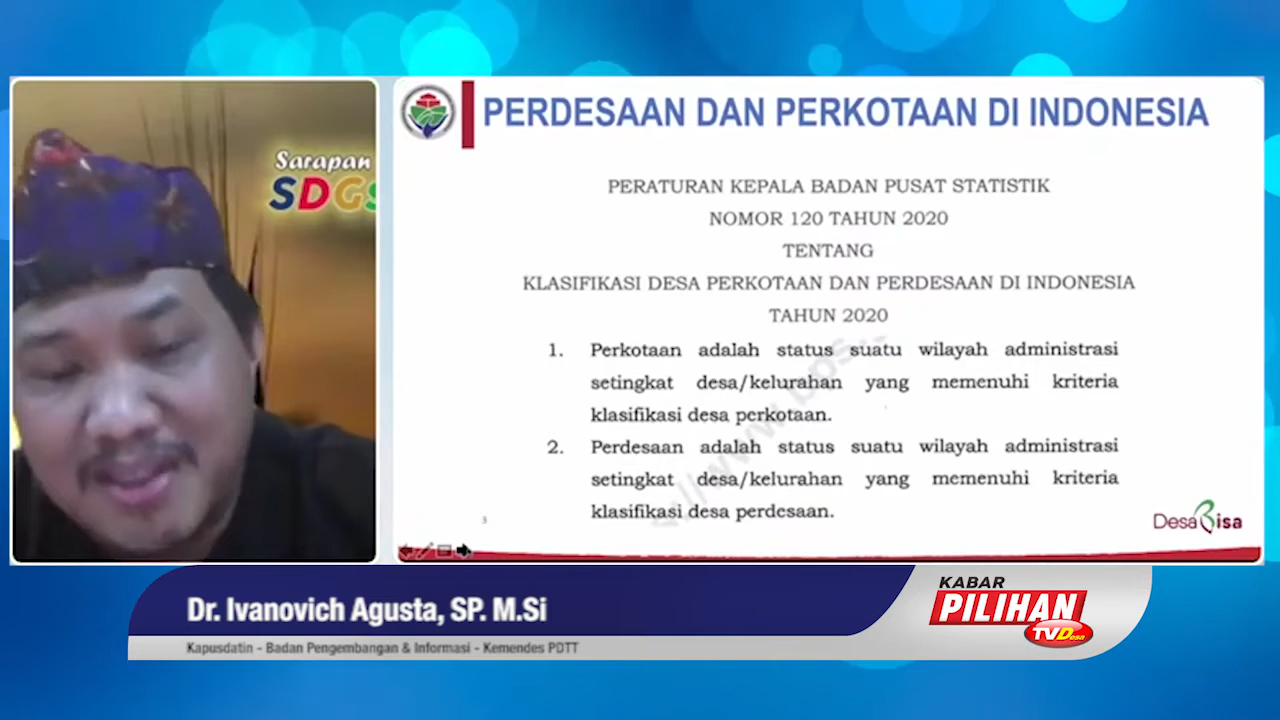 Sarapan
SDGs
PERDESAAN DAN PERKOTAAN DI INDONESIA
PERATURAN KEPALA BADAN PUSAT STATISTIK
NOMOR 120 TAHUN 2020
TENTANG
KLASIFIKASI DESA PERKOTAAN DAN PERDESAAN DI INDONESIA
TAHUN 2020
1. Perkotaan adalah status suatu wilayah administrasi
setingkat desa/kelurahan yang memenuhi kriteria
klasifikasi desa perkotaan.
2. Perdesaan adalah status suatu wilayah administrasi
setingkat desa/kelurahan yang memenuhi kriteria
klasifikasi desa perdesaan.
3
Desa Bisa
Dr. Ivanovich Agusta, SP. M.Si
Kapusdatin - Badan Pengembangan & Informasi - Kemendes PDTT
KABAR
PILIHAN
TVDesa